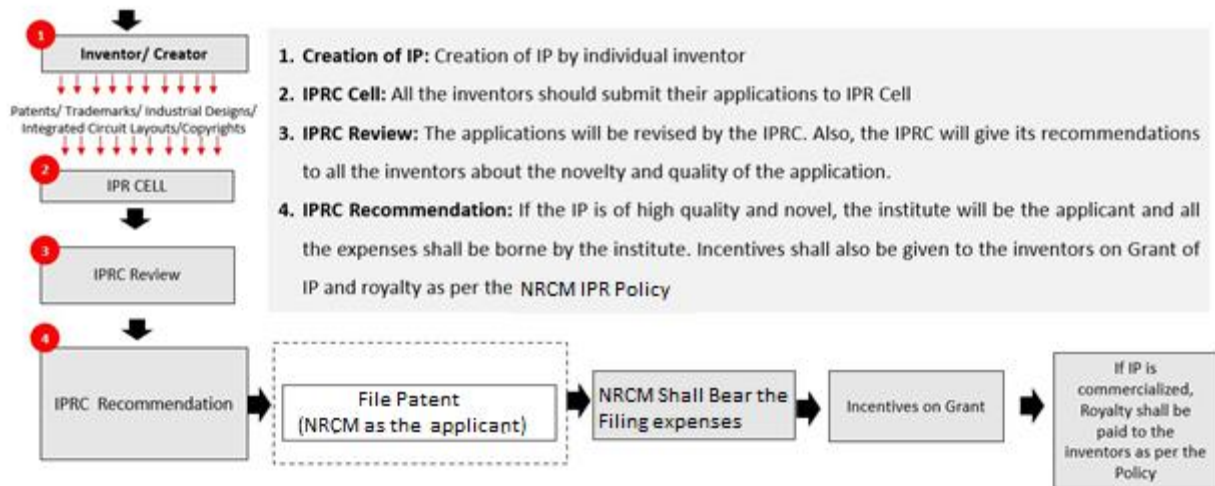 1
Inventor/ Creator
Patents/ Trademarks/ Industrial Designs/
Integrated Circuit Layouts/Copyrights
2
IPR CELL
3
IPRC Review
4
IPRC Recommendation
1. Creation of IP: Creation of IP by individual inventor
2. IPRC Cell: All the inventors should submit their applications to IPR Cell
3. IPRC Review: The applications will be revised by the IPRC. Also, the IPRC will give its recommendations
to all the inventors about the novelty and quality of the application.
4. IPRC Recommendation: If the IP is of high quality and novel, the institute will be the applicant and all
the expenses shall be borne by the institute. Incentives shall also be given to the inventors on Grant of
IP and royalty as per the NRCM IPR Policy
File Patent
(NRCM as the applicant)
NRCM Shall Bear the
Filing expenses
Incentives on Grant
If IP is
commercialized,
Royalty shall be
paid to the
inventors as per the
Policy